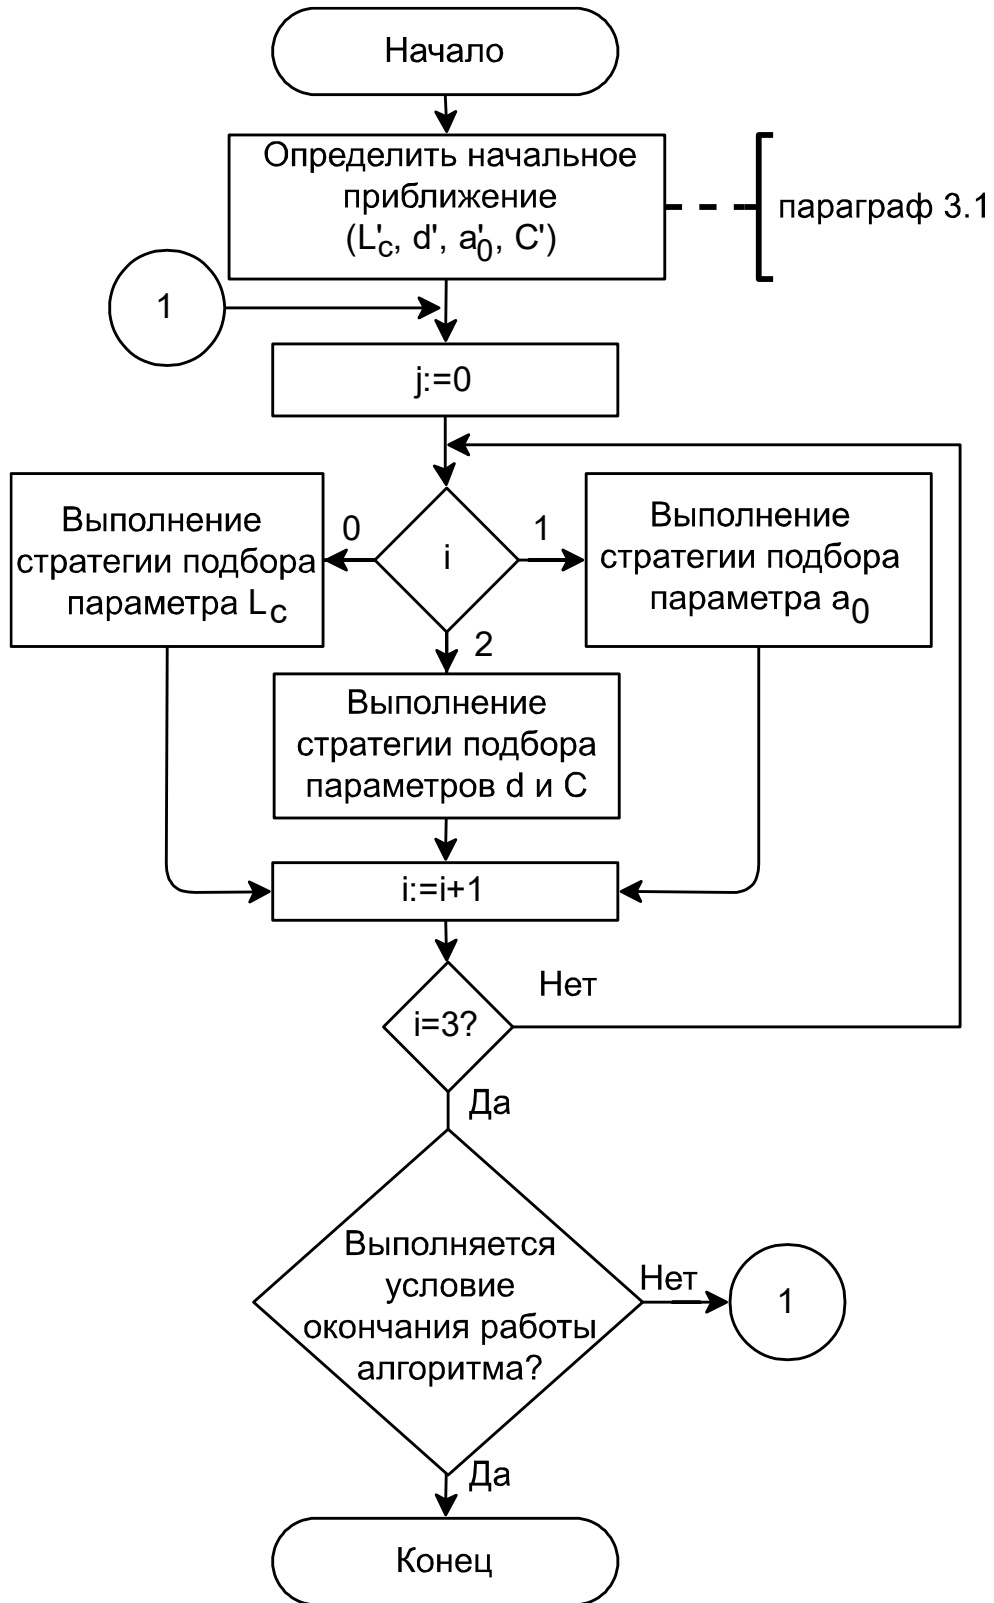 Начало
Определить начальное
приближение
(L'c, d', a'0, C')
параграф 3.1
1
j:=0
Выполнение
стратегии подбора
параметра Lc
0
i
1
Выполнение
стратегии подбора
параметра a0
2
Выполнение
стратегии подбора
параметров d и C
i:=i+1
i=3?
Нет
Да
Выполняется
условие
окончания работы
алгоритма?
Нет
1
Да
Конец